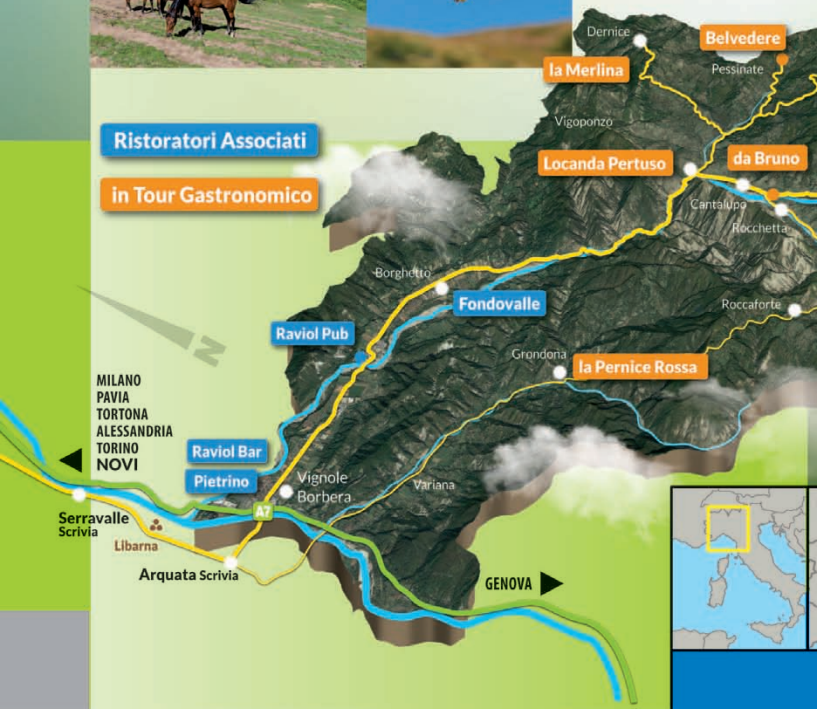 Dernice
Belvedere
la Merlina
Pessinate
Vigoponzo
Ristoratori Associati
Locanda Pertuso
da Bruno
in Tour Gastronomico
Cantalupo
Rocchetta
Borghetto
Fondovalle
Roccaforte
Raviol Pub
Grondona
la Pernice Rossa
N
MILANO
PAVIA
TORTONA
ALESSANDRIA
TORINO
NOVI
Raviol Bar
Pietrino
Vignole
Borbera
Variana
A7
Serravalle
Scrivia
Libarna
Arquata Scrivia
GENOVA